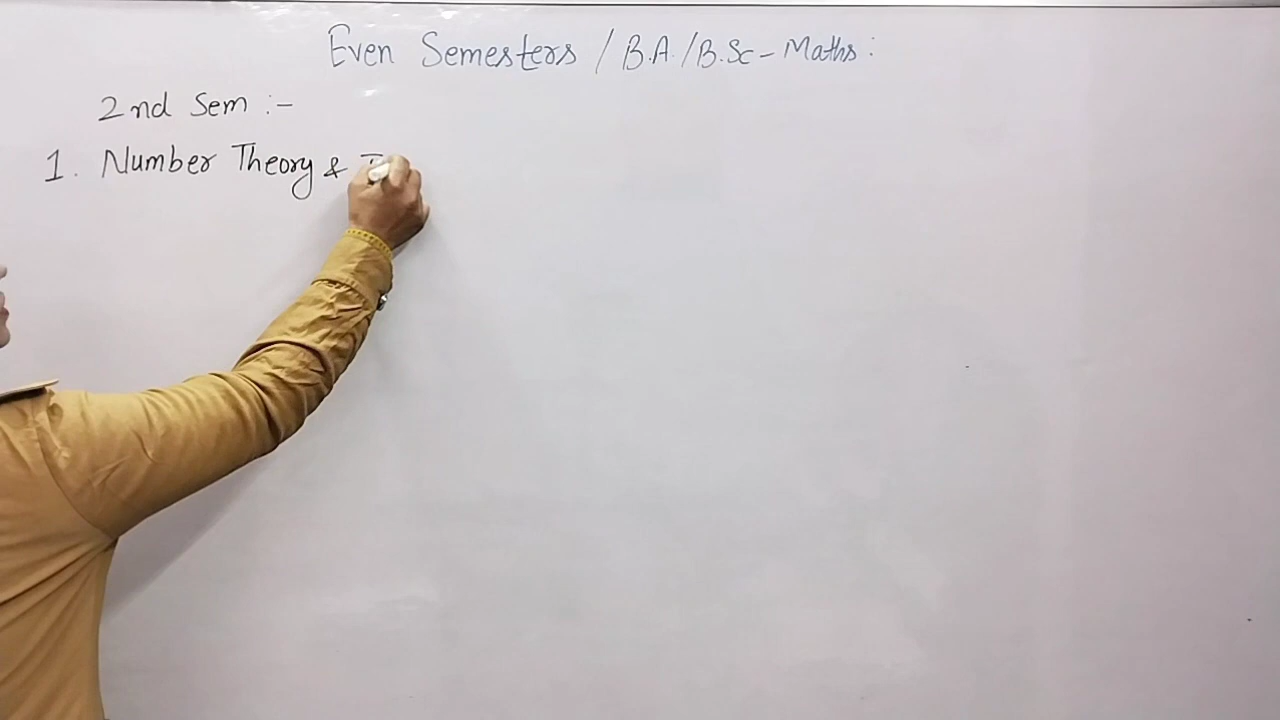 Even Semesters / B.A. / B.Sc - Maths :
2nd Sem :-
1. Number Theory &